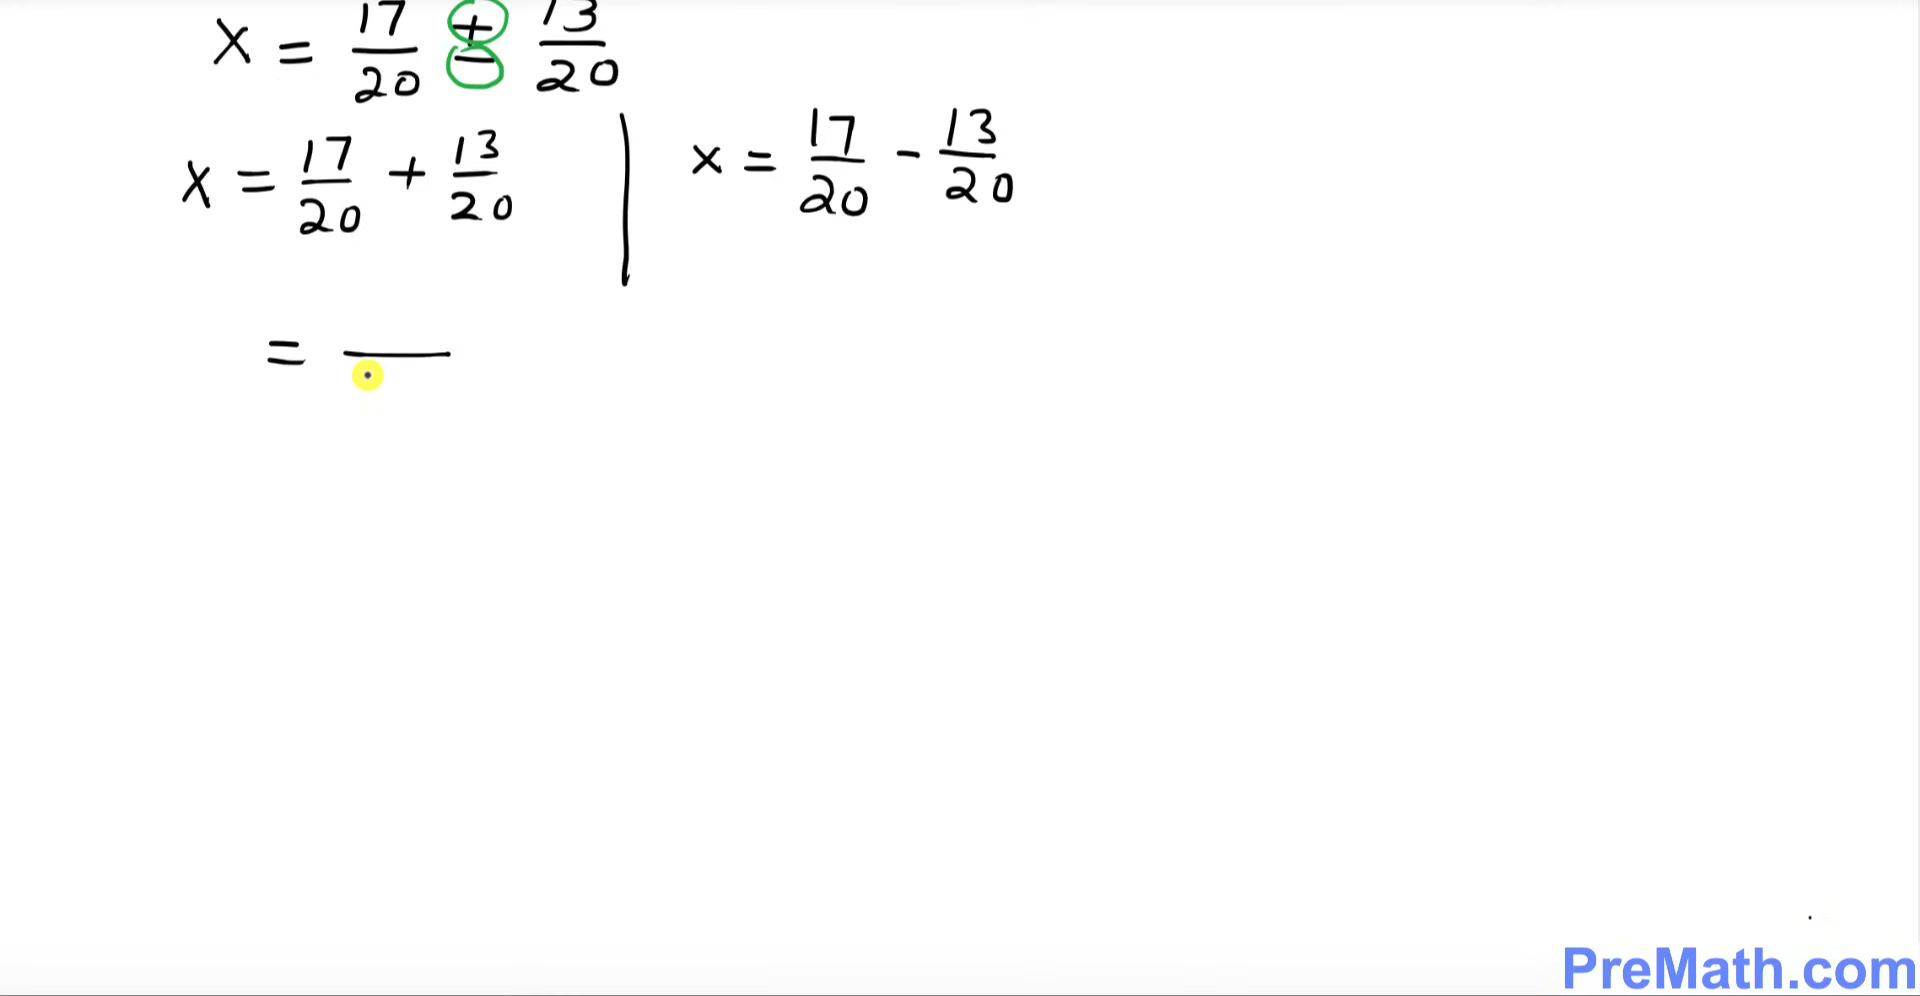 x = 17/20 ± 13/20
x = 17/20 + 13/20 | x = 17/20 - 13/20
=
PreMath.com